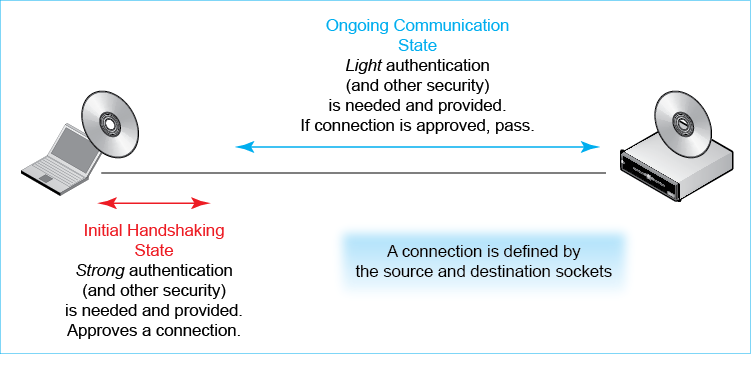 Ongoing Communication
State
Light authentication
(and other security)
is needed and provided.
If connection is approved, pass.
Initial Handshaking
State
Strong authentication
(and other security)
is needed and provided.
Approves a connection.
A connection is defined by
the source and destination sockets